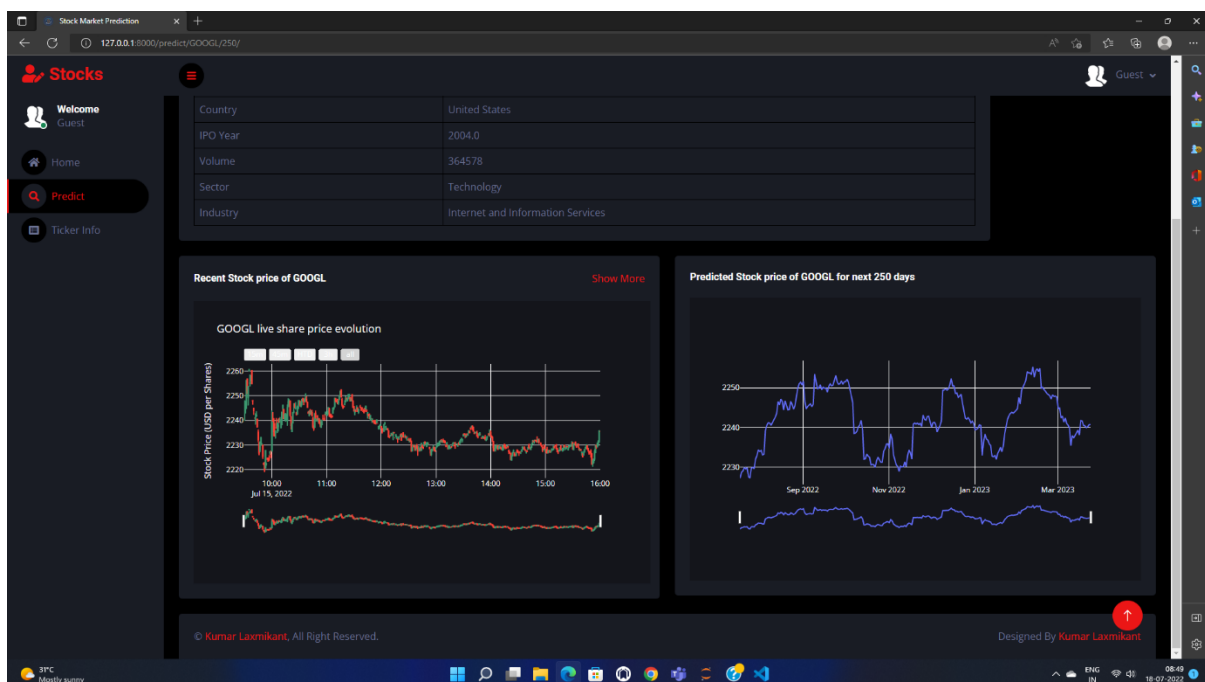 Stock Market Prediction
127.0.0.1:8000/predict/GOOGL/250/
Stocks
Guest
Welcome
Guest
Home
Predict
Ticker Info
Country United States
IPO Year 2004.0
Volume 364578
Sector Technology
Industry Internet and Information Services
Recent Stock price of GOOGL
Show More
GOOGL live share price evolution
all
Stock Price (USD per Shares)
2260
2250
2240
2230
2220
10:00 11:00 12:00 13:00 14:00 15:00 16:00
Jul 15, 2022
Predicted Stock price of GOOGL for next 250 days
2250
2240
2230
Sep 2022 Nov 2022 Jan 2023 Mar 2023
© Kumar Laxmikant, All Right Reserved.
Designed By Kumar Laxmikant
31°C
Mostly sunny
ENG
IN
08:49
18-07-2022